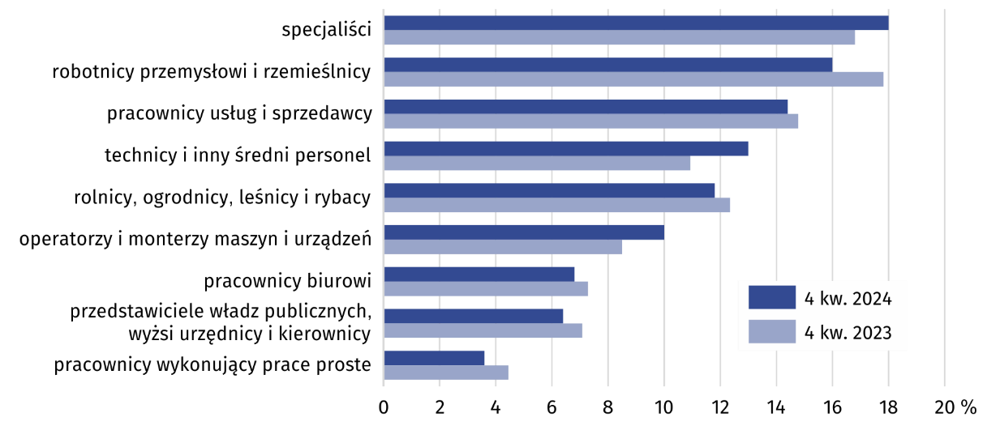 specjaliści
robotnicy przemysłowi i rzemieślnicy
pracownicy usług i sprzedawcy
technicy i inny średni personel
rolnicy, ogrodnicy, leśnicy i rybacy
operatorzy i monterzy maszyn i urządzeń
pracownicy biurowi
przedstawiciele władz publicznych,
wyżsi urzędnicy i kierownicy
pracownicy wykonujący prace proste
4 kw. 2024
4 kw. 2023
0 2 4 6 8 10 12 14 16 18 20 %